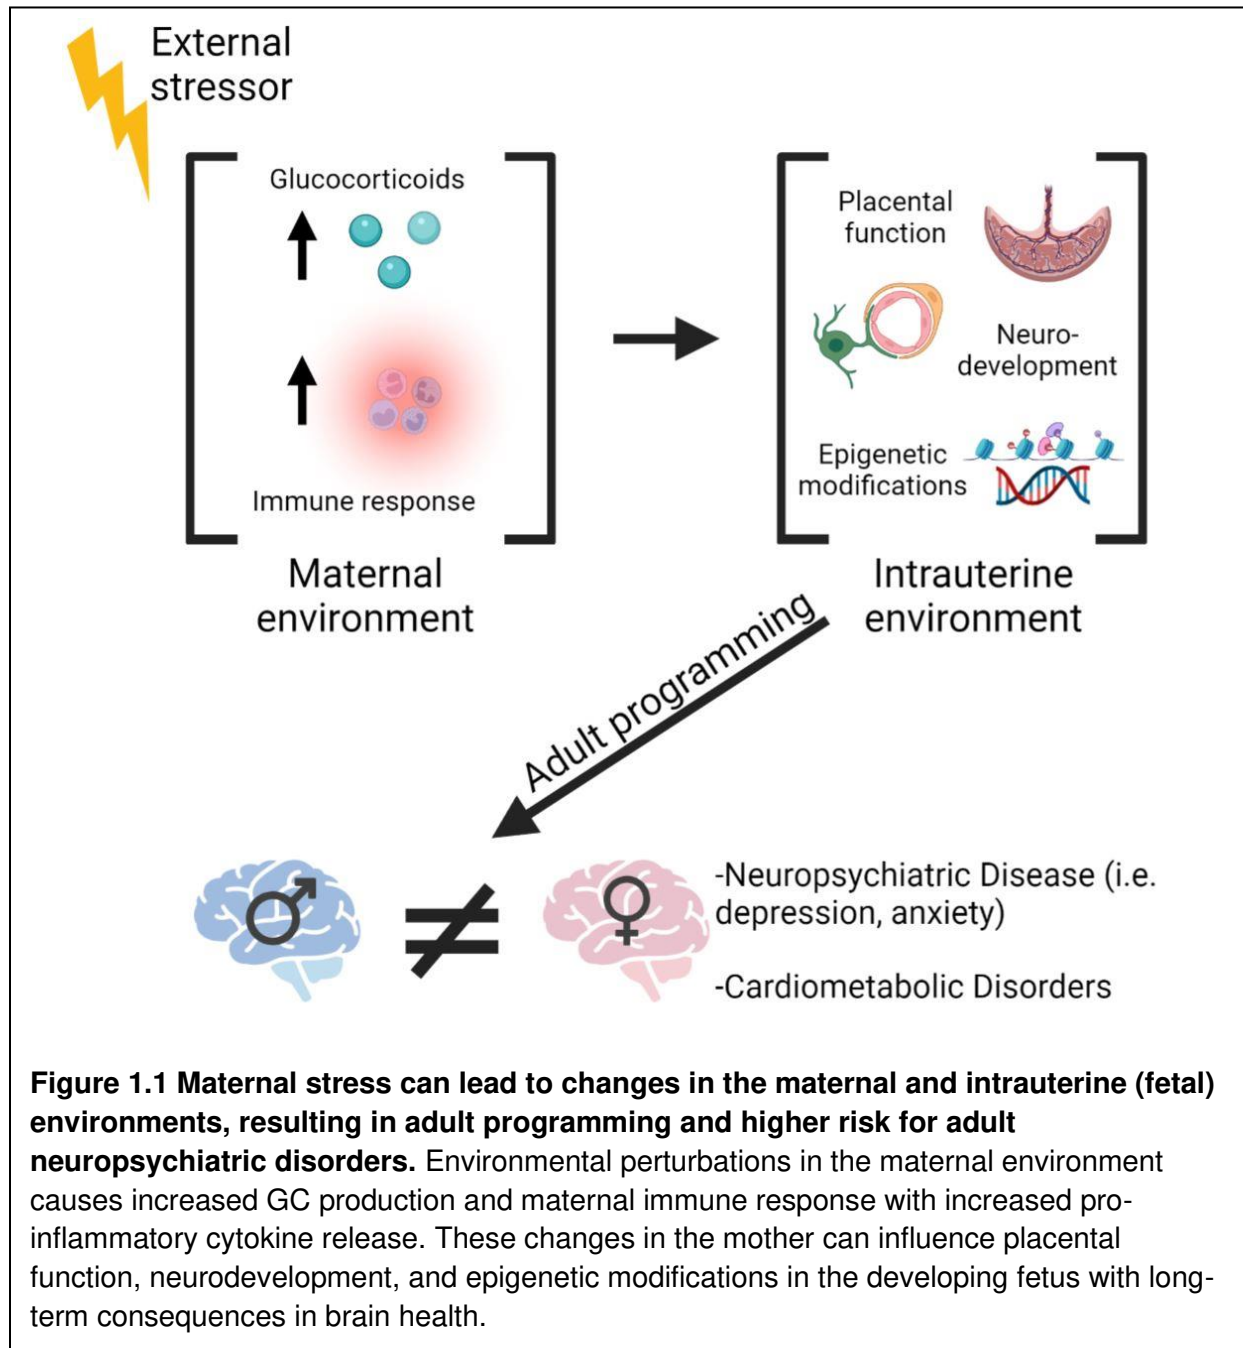 External
stressor
Glucocorticoids
Immune response
Maternal
environment
Placental
function
Neuro-
development
Epigenetic
modifications
Intrauterine
environment
Adult programming
-Neuropsychiatric Disease (i.e.
depression, anxiety)
-Cardiometabolic Disorders
Figure 1.1 Maternal stress can lead to changes in the maternal and intrauterine (fetal)
environments, resulting in adult programming and higher risk for adult
neuropsychiatric disorders. Environmental perturbations in the maternal environment
causes increased GC production and maternal immune response with increased pro-
inflammatory cytokine release. These changes in the mother can influence placental
function, neurodevelopment, and epigenetic modifications in the developing fetus with long-
term consequences in brain health.